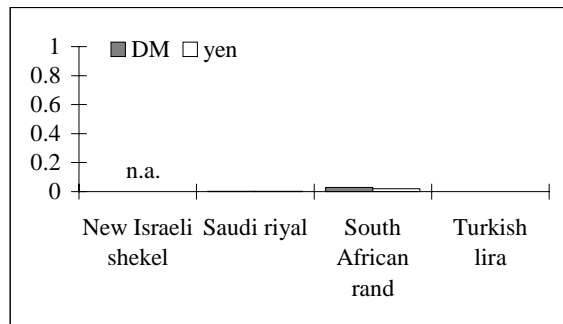 DM yen
1
0.8
0.6
0.4
0.2
0
n.a.
New Israeli shekel
Saudi riyal
South African rand
Turkish lira